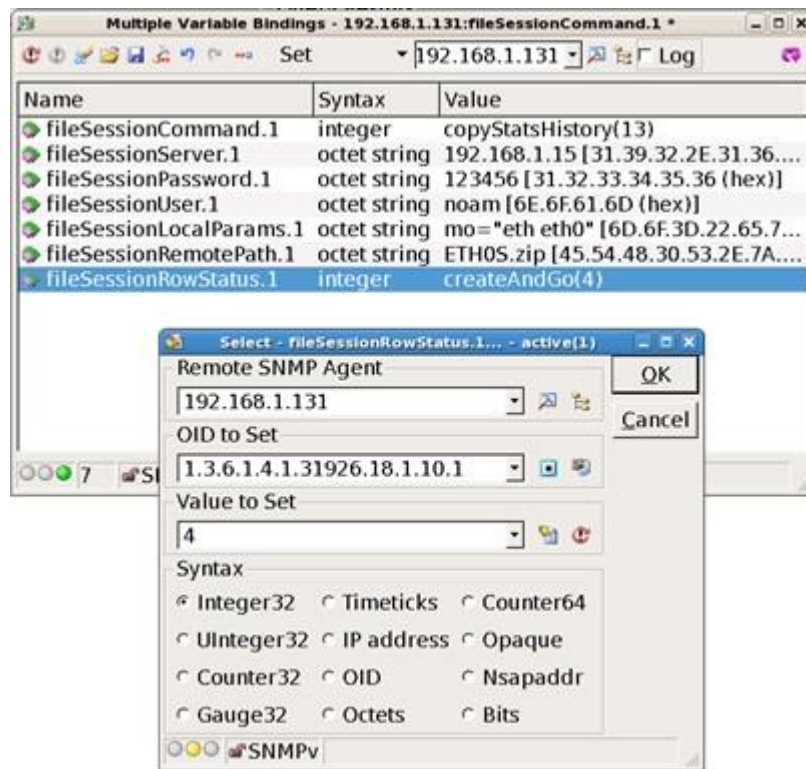 Multiple Variable Bindings - 192.168.1.131:fileSessionCommand.1 *
Set 192.168.1.131 Log
Name Syntax Value
fileSessionCommand.1 integer copyStatsHistory(13)
fileSessionServer.1 octet string 192.168.1.15 [31.39.32.2E.31.36....
fileSessionPassword.1 octet string 123456 [31.32.33.34.35.36 (hex)]
fileSessionUser.1 octet string noam [6E.6F.61.6D (hex)]
fileSessionLocalParams.1 octet string mo="eth eth0" [6D.6F.3D.22.65.7...
fileSessionRemotePath.1 octet string ETH0S.zip [45.54.48.30.53.2E.7A....
fileSessionRowStatus.1 integer createAndGo(4)
Select - fileSessionRowStatus.1... - active(1)
Remote SNMP Agent
OK
192.168.1.131
Cancel
OID to Set
1.3.6.1.4.1.31926.18.1.10.1
7
Value to Set
4
Syntax
Integer32 Timeticks Counter64
UInteger32 IP address Opaque
Counter32 OID Nsapaddr
Gauge32 Octets Bits
SNMPv